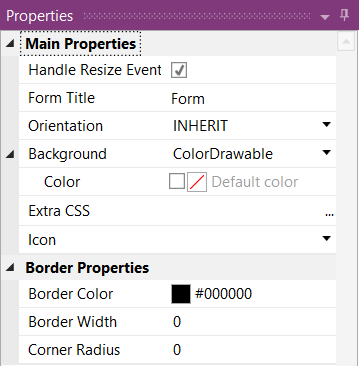 Properties
Main Properties
Handle Resize Event
Form Title Form
Orientation INHERIT
Background ColorDrawable
Color Default color
Extra CSS ...
Icon
Border Properties
Border Color #000000
Border Width 0
Corner Radius 0